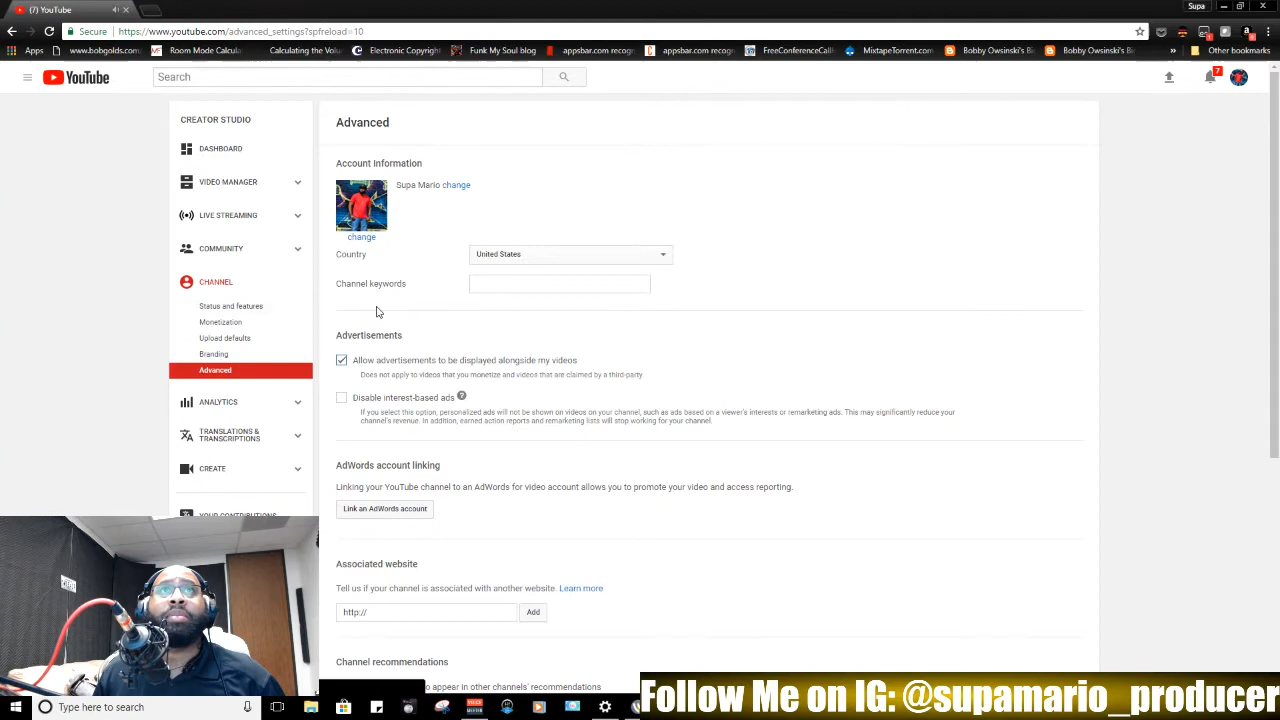 (7) YouTube
Supa
Secure
https://www.youtube.com/advanced_settings?spfreload=10
Apps
www.bobgolds.com
Room Mode Calcula
Calculating the Volu
Electronic Copyright
Funk My Soul blog
apsbar.com recogn
apsbar.com recogn
FreeConferenceCalli
MixtapeTorrent.com
Bobby Owsinski's Bi
Bobby Owsinski's Bi
Other bookmarks
YouTube
Search
7
CREATOR STUDIO
DASHBOARD
VIDEO MANAGER
LIVE STREAMING
COMMUNITY
CHANNEL
Status and features
Monetization
Upload defaults
Branding
Advanced
ANALYTICS
TRANSLATIONS &
TRANSCRIPTIONS
CREATE
YOUR CONTRIBUTIONS
Advanced
Account Information
Supa Mario change
change
Country
United States
Channel keywords
Advertisements
Allow advertisements to be displayed alongside my videos
Does not apply to videos that you monetize and videos that are claimed by a third-party
Disable interest-based ads ?
If you select this option, personalized ads will not be shown on videos on your channel, such as ads based on a viewer's interests or remarketing ads. This may significantly reduce your
channel's revenue. In addition, earned action reports and remarketing lists will stop working for your channel.
AdWords account linking
Linking your YouTube channel to an AdWords for video account allows you to promote your video and access reporting.
Link an AdWords account
Associated website
Tell us if your channel is associated with another website. Learn more
http://
Add
Channel recommendations
to appear in other channels' recommendations
Type here to search
Follow Me on IG: @supamario_producer